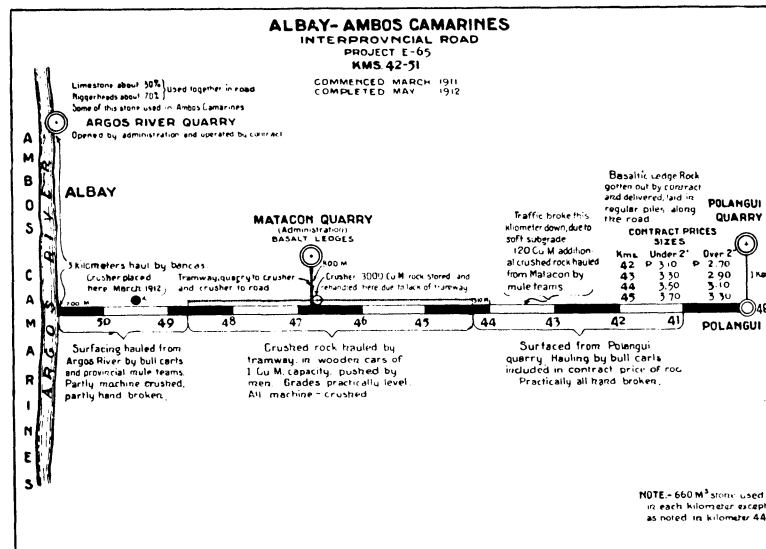 ALBAY-AMBOS CAMARINES
INTERPROVNCIAL ROAD
PROJECT E-65
KMS. 42-51
COMMENCED MARCH 1911
COMPLETED MAY 1912
Limestone about 30%
Niggerheads about 70%
Used together in road
Some of this stone used in Ambos Camarines
ARGOS RIVER QUARRY
Opened by administration and operated by contract
AMBOS CAMARINES
ARGOS RIVER
ALBAY
3 kilometers haul by bancas
Crusher placed
here March 1912
Tramway, quarry to crusher
and crusher to road
MATACON QUARRY
(Administration)
BASALT LEDGES
900 M
Crusher 3000 Cu M rock stored and
rehandled here due to lack of tramway
Traffic broke this
kilometer down, due to
soft subgrade
120 Cu M addition-
al crushed rock hauled
from Matacon by
mule teams.
Basaltic Ledge Rock
gotten out by contract
and delivered, laid in
regular piles along
the road
CONTRACT PRICES
SIZES
Kms Under 2" Over 2"
42 P 3.10 P 2.70
43 3.30 2.90
44 3.50 3.10
45 3.70 3.30
POLANGUI
QUARRY
1 Km
700 M
50 49 48 47 46 45 44 43 42 41
POLANGUI
Surfacing hauled from
Argos River by bull carts
and provincial mule teams.
Partly machine crushed,
partly hand broken.
Crushed rock hauled by
tramway, in wooden cars of
1 Cu M. capacity, pushed by
men. Grades practically level.
All machine-crushed
Surfaced from Polangui
quarry. Hauling by bull carts
included in contract price of roc
Practically all hand broken.
NOTE.- 660 M³ stone used
in each kilometer except
as noted in kilometer 44